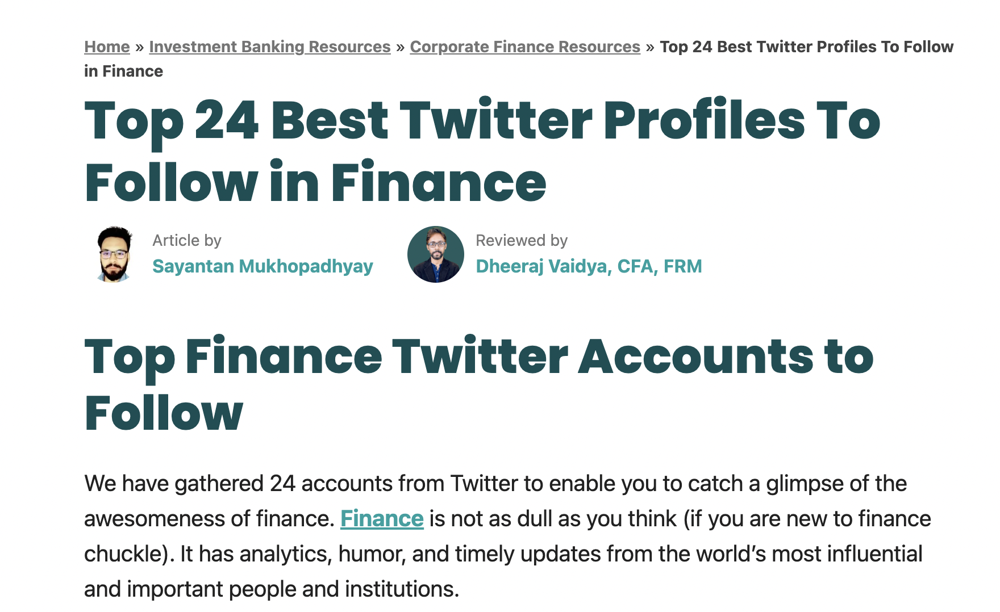 Home » Investment Banking Resources » Corporate Finance Resources » Top 24 Best Twitter Profiles To Follow
in Finance
Top 24 Best Twitter Profiles To
Follow in Finance
Article by
Sayantan Mukhopadhyay
Reviewed by
Dheeraj Vaidya, CFA, FRM
Top Finance Twitter Accounts to
Follow
We have gathered 24 accounts from Twitter to enable you to catch a glimpse of the
awesomeness of finance. Finance is not as dull as you think (if you are new to finance
chuckle). It has analytics, humor, and timely updates from the world’s most influential
and important people and institutions.